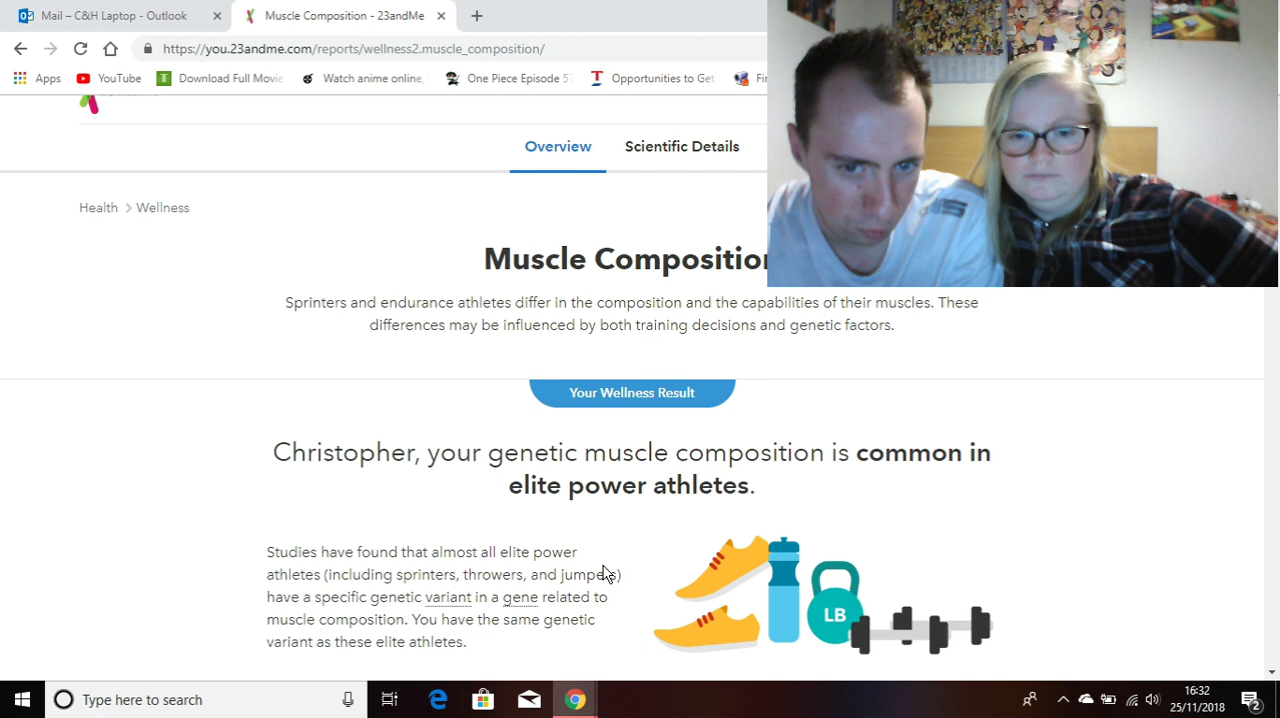 Mail – C&H Laptop - Outlook
Muscle Composition - 23andMe
https://you.23andme.com/reports/wellness2.muscle_composition/
Apps YouTube Download Full Movie Watch anime online, One Piece Episode 57 Opportunities to Get
Overview Scientific Details
Health > Wellness
Muscle Composition
Sprinters and endurance athletes differ in the composition and the capabilities of their muscles. These
differences may be influenced by both training decisions and genetic factors.
Your Wellness Result
Christopher, your genetic muscle composition is common in
elite power athletes.
Studies have found that almost all elite power
athletes (including sprinters, throwers, and jumpers)
have a specific genetic variant in a gene related to
muscle composition. You have the same genetic
variant as these elite athletes.
LB
Type here to search
16:32
25/11/2018
2